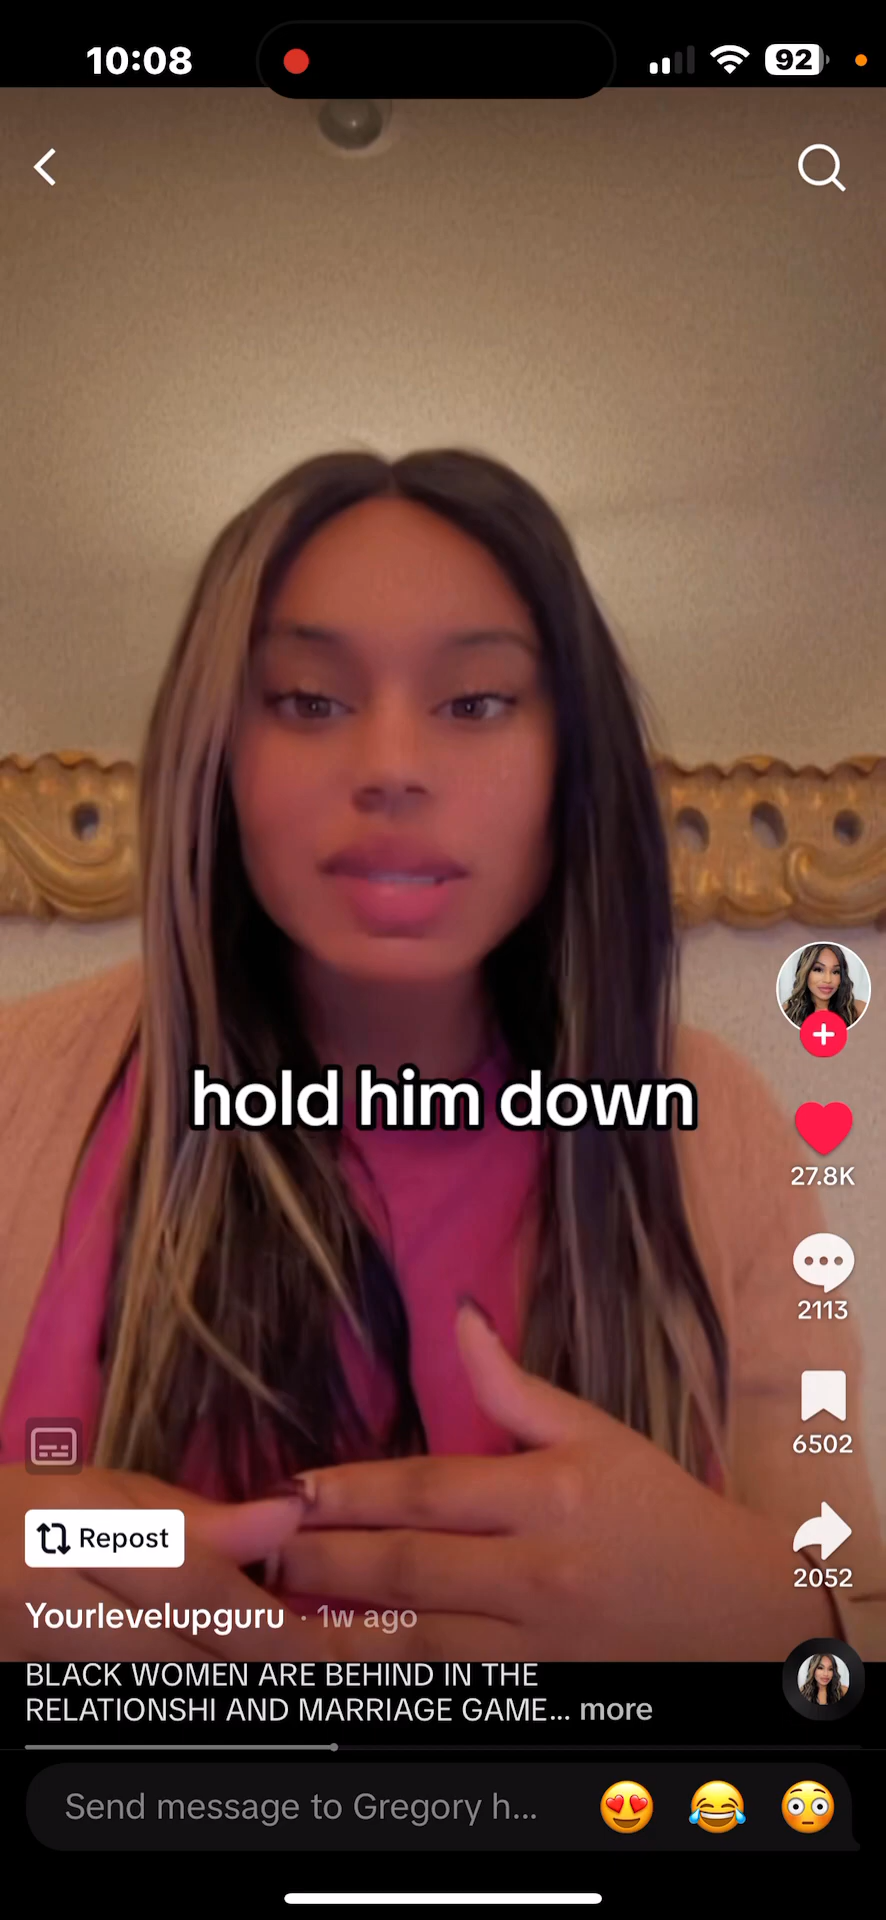 10:08
92
hold him down
27.8K
2113
6502
Repost
2052
Yourlevelupguru · 1w ago
BLACK WOMEN ARE BEHIND IN THE
RELATIONSHI AND MARRIAGE GAME... more
Send message to Gregory h...